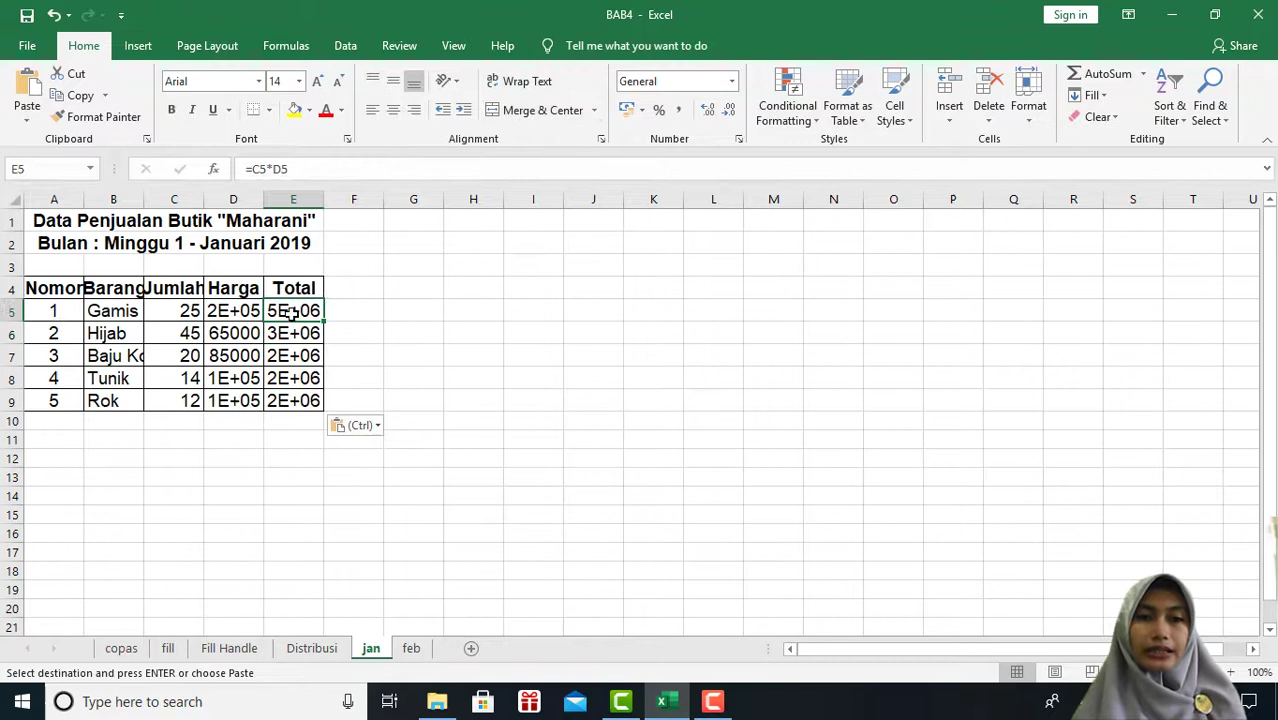 BAB4 - Excel
Sign in
File Home Insert Page Layout Formulas Data Review View Help Tell me what you want to do Share
Paste
Cut
Copy
Format Painter
Clipboard
Arial 14
B I U
Font
Wrap Text
Merge & Center
Alignment
General
Number
Conditional Formatting
Format as Table
Cell Styles
Styles
Insert
Delete
Format
Cells
AutoSum
Fill
Clear
Sort & Filter
Find & Select
Editing
E5 fx =C5*D5
A B C D E F G H I J K L M N O P Q R S T U
1 Data Penjualan Butik "Maharani"
2 Bulan : Minggu 1 - Januari 2019
3
4 Nomor Barang Jumlah Harga Total
5 1 Gamis 25 2E+05 5E+06
6 2 Hijab 45 65000 3E+06
7 3 Baju Ko 20 85000 2E+06
8 4 Tunik 14 1E+05 2E+06
9 5 Rok 12 1E+05 2E+06
10
(Ctrl)
11
12
13
14
15
16
17
18
19
20
21
copas fill Fill Handle Distribusi jan feb
Select destination and press ENTER or choose Paste
100%
Type here to search